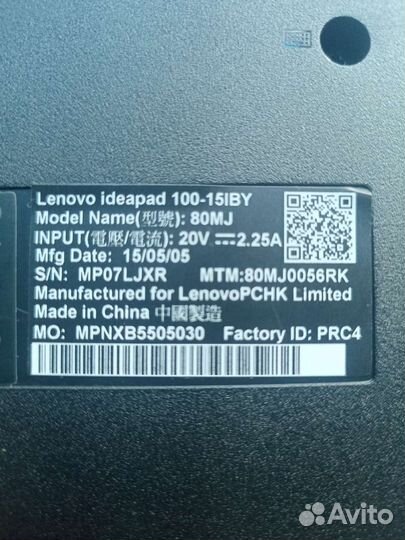 Lenovo ideapad 100-15IBY
Model Name(型號): 80MJ
INPUT(電壓/電流): 20V ⎓ 2.25A
Mfg Date: 15/05/05
S/N: MP07LJXR MTM:80MJ0056RK
Manufactured for LenovoPCHK Limited
Made in China 中國製造
MO: MPNXB5505030 Factory ID: PRC4
Avito